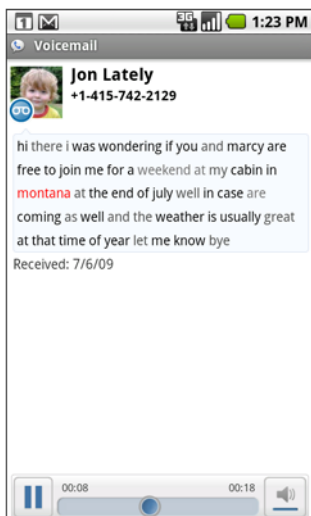 1 3G 1:23 PM
Voicemail
Jon Lately
+1-415-742-2129
hi there i was wondering if you and marcy are
free to join me for a weekend at my cabin in
montana at the end of july well in case are
coming as well and the weather is usually great
at that time of year let me know bye
Received: 7/6/09
00:08 00:18